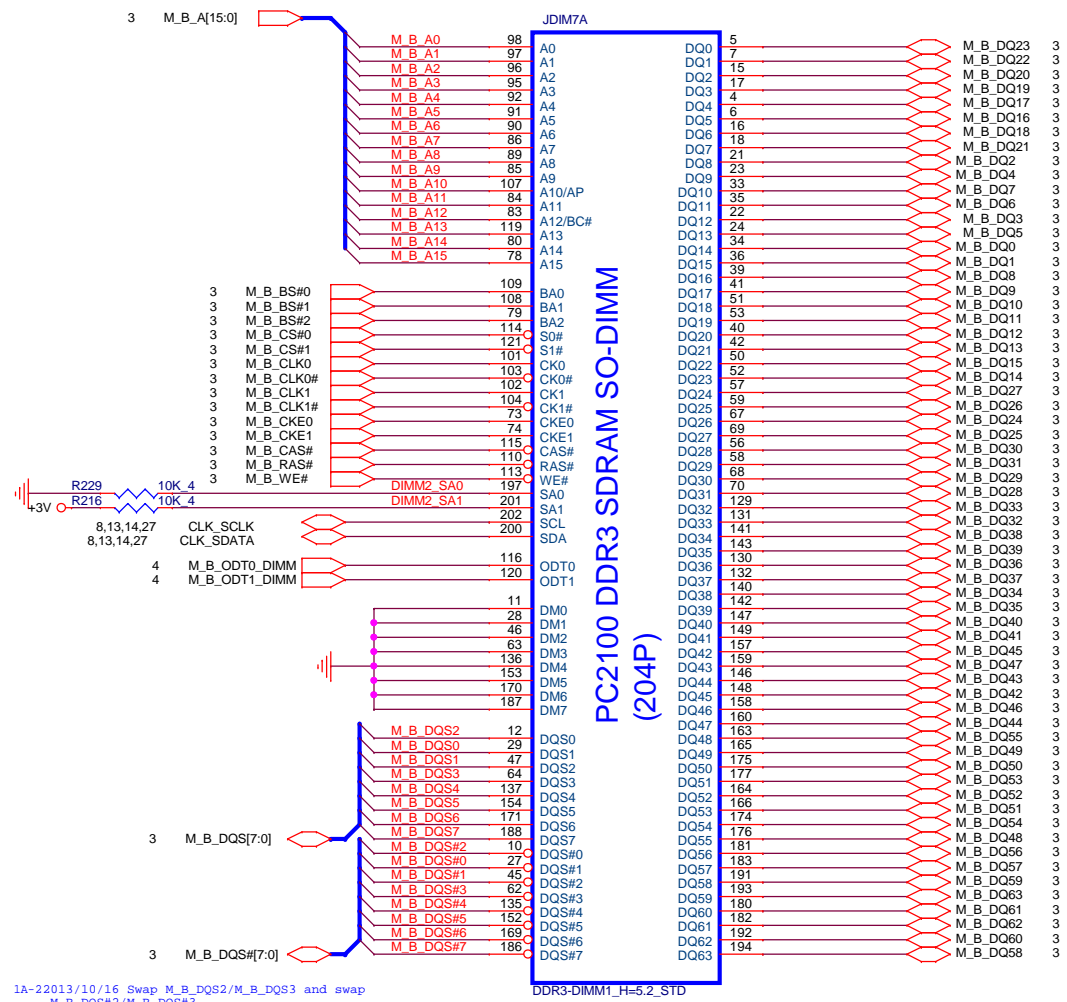 3 M_B_A[15:0]
JDIM7A
M_B_A0 98 A0
M_B_A1 97 A1
M_B_A2 96 A2
M_B_A3 95 A3
M_B_A4 92 A4
M_B_A5 91 A5
M_B_A6 90 A6
M_B_A7 86 A7
M_B_A8 89 A8
M_B_A9 85 A9
M_B_A10 107 A10/AP
M_B_A11 84 A11
M_B_A12 83 A12/BC#
M_B_A13 119 A13
M_B_A14 80 A14
M_B_A15 78 A15
3 M_B_BS#0 109 BA0
3 M_B_BS#1 108 BA1
3 M_B_BS#2 79 BA2
3 M_B_CS#0 114 S0#
3 M_B_CS#1 121 S1#
3 M_B_CLK0 101 CK0
3 M_B_CLK0# 103 CK0#
3 M_B_CLK1 102 CK1
3 M_B_CLK1# 104 CK1#
3 M_B_CKE0 73 CKE0
3 M_B_CKE1 74 CKE1
3 M_B_CAS# 115 CAS#
3 M_B_RAS# 110 RAS#
3 M_B_WE# 113 WE#
R229 10K_4 DIMM2_SA0 197 SA0
+3V R216 10K_4 DIMM2_SA1 201 SA1
8,13,14,27 CLK_SCLK 202 SCL
8,13,14,27 CLK_SDATA 200 SDA
4 M_B_ODT0_DIMM 116 ODT0
4 M_B_ODT1_DIMM 120 ODT1
11 DM0
28 DM1
46 DM2
63 DM3
136 DM4
153 DM5
170 DM6
187 DM7
M_B_DQS2 12 DQS0
M_B_DQS0 29 DQS1
M_B_DQS1 47 DQS2
M_B_DQS3 64 DQS3
M_B_DQS4 137 DQS4
M_B_DQS5 154 DQS5
M_B_DQS6 171 DQS6
M_B_DQS7 188 DQS7
3 M_B_DQS[7:0]
M_B_DQS#2 10 DQS#0
M_B_DQS#0 27 DQS#1
M_B_DQS#1 45 DQS#2
M_B_DQS#3 62 DQS#3
M_B_DQS#4 135 DQS#4
M_B_DQS#5 152 DQS#5
M_B_DQS#6 169 DQS#6
M_B_DQS#7 186 DQS#7
3 M_B_DQS#[7:0]
PC2100 DDR3 SDRAM SO-DIMM
(204P)
DQ0 5 M_B_DQ23 3
DQ1 7 M_B_DQ22 3
DQ2 15 M_B_DQ20 3
DQ3 17 M_B_DQ19 3
DQ4 4 M_B_DQ17 3
DQ5 6 M_B_DQ16 3
DQ6 16 M_B_DQ18 3
DQ7 18 M_B_DQ21 3
DQ8 21 M_B_DQ2 3
DQ9 23 M_B_DQ4 3
DQ10 33 M_B_DQ7 3
DQ11 35 M_B_DQ6 3
DQ12 22 M_B_DQ3 3
DQ13 24 M_B_DQ5 3
DQ14 34 M_B_DQ0 3
DQ15 36 M_B_DQ1 3
DQ16 39 M_B_DQ8 3
DQ17 41 M_B_DQ9 3
DQ18 51 M_B_DQ10 3
DQ19 53 M_B_DQ11 3
DQ20 40 M_B_DQ12 3
DQ21 42 M_B_DQ13 3
DQ22 50 M_B_DQ15 3
DQ23 52 M_B_DQ14 3
DQ24 57 M_B_DQ27 3
DQ25 59 M_B_DQ26 3
DQ26 67 M_B_DQ24 3
DQ27 69 M_B_DQ25 3
DQ28 56 M_B_DQ30 3
DQ29 58 M_B_DQ31 3
DQ30 68 M_B_DQ29 3
DQ31 70 M_B_DQ28 3
DQ32 129 M_B_DQ33 3
DQ33 131 M_B_DQ32 3
DQ34 141 M_B_DQ38 3
DQ35 143 M_B_DQ39 3
DQ36 130 M_B_DQ36 3
DQ37 132 M_B_DQ37 3
DQ38 140 M_B_DQ34 3
DQ39 142 M_B_DQ35 3
DQ40 147 M_B_DQ40 3
DQ41 149 M_B_DQ41 3
DQ42 157 M_B_DQ45 3
DQ43 159 M_B_DQ47 3
DQ44 146 M_B_DQ43 3
DQ45 148 M_B_DQ42 3
DQ46 158 M_B_DQ46 3
DQ47 160 M_B_DQ44 3
DQ48 163 M_B_DQ55 3
DQ49 165 M_B_DQ49 3
DQ50 175 M_B_DQ50 3
DQ51 177 M_B_DQ53 3
DQ52 164 M_B_DQ52 3
DQ53 166 M_B_DQ51 3
DQ54 174 M_B_DQ54 3
DQ55 176 M_B_DQ48 3
DQ56 181 M_B_DQ56 3
DQ57 183 M_B_DQ57 3
DQ58 191 M_B_DQ59 3
DQ59 193 M_B_DQ63 3
DQ60 180 M_B_DQ61 3
DQ61 182 M_B_DQ62 3
DQ62 192 M_B_DQ60 3
DQ63 194 M_B_DQ58 3
DDR3-DIMM1_H=5.2_STD
1A-22013/10/16 Swap M_B_DQS2/M_B_DQS3 and swap
M_B_DQS#2/M_B_DQS#3